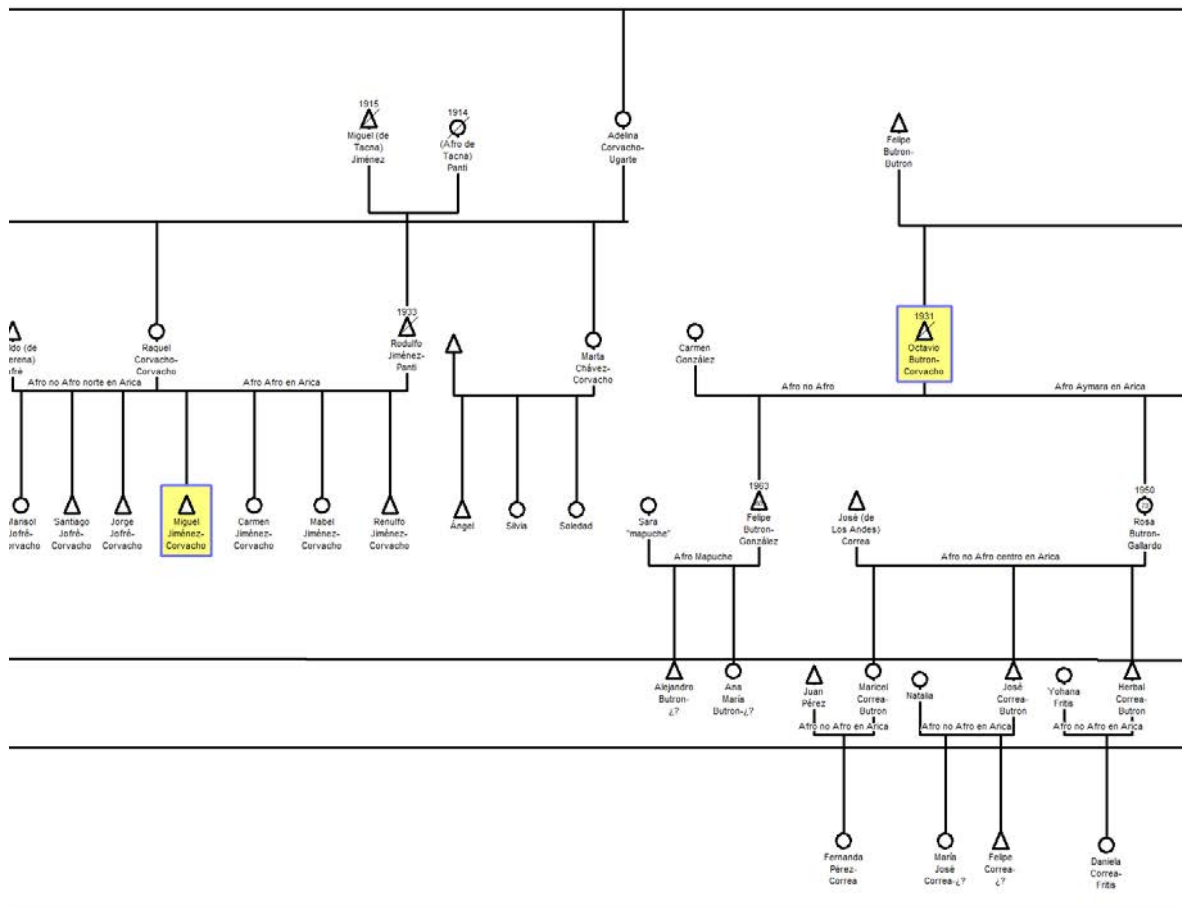 1915
Miguel (de
Tacna)
Jiménez
1914
(Afro de
Tacna)
Panti
Adelina
Corvacho-
Ugarte
Felipe
Butron-
Butron
ldo (de
erena)
ofré
Raquel
Corvacho-
Corvacho
1933
Rodulfo
Jiménez-
Panti
Marta
Chávez-
Corvacho
Carmen
González
1931
Octavio
Butron-
Corvacho
Afro no Afro norte en Arica
Afro Afro en Arica
Afro no Afro
Afro Aymara en Arica
Marisol
Jofré-
orvacho
Santiago
Jofré-
Corvacho
Jorge
Jofré-
Corvacho
Miguel
Jiménez-
Corvacho
Carmen
Jiménez-
Corvacho
Mabel
Jiménez-
Corvacho
Renulfo
Jiménez-
Corvacho
Ángel
Silvia
Soledad
Sara
"mapuche"
1963
Felipe
Butron-
González
José (de
Los Andes)
Correa
1950
Rosa
Butron-
Gallardo
Afro Mapuche
Afro no Afro centro en Arica
Alejandro
Butron-
¿?
Ana
María
Butron-¿?
Juan
Pérez
Maricel
Correa-
Butron
Natalia
José
Correa-
Butron
Yohana
Fritis
Herbal
Correa-
Butron
Afro no Afro en Arica
Afro no Afro en Arica
Afro no Afro en Arica
Fernanda
Pérez-
Correa
María
José
Correa-¿?
Felipe
Correa-
¿?
Daniela
Correa-
Fritis